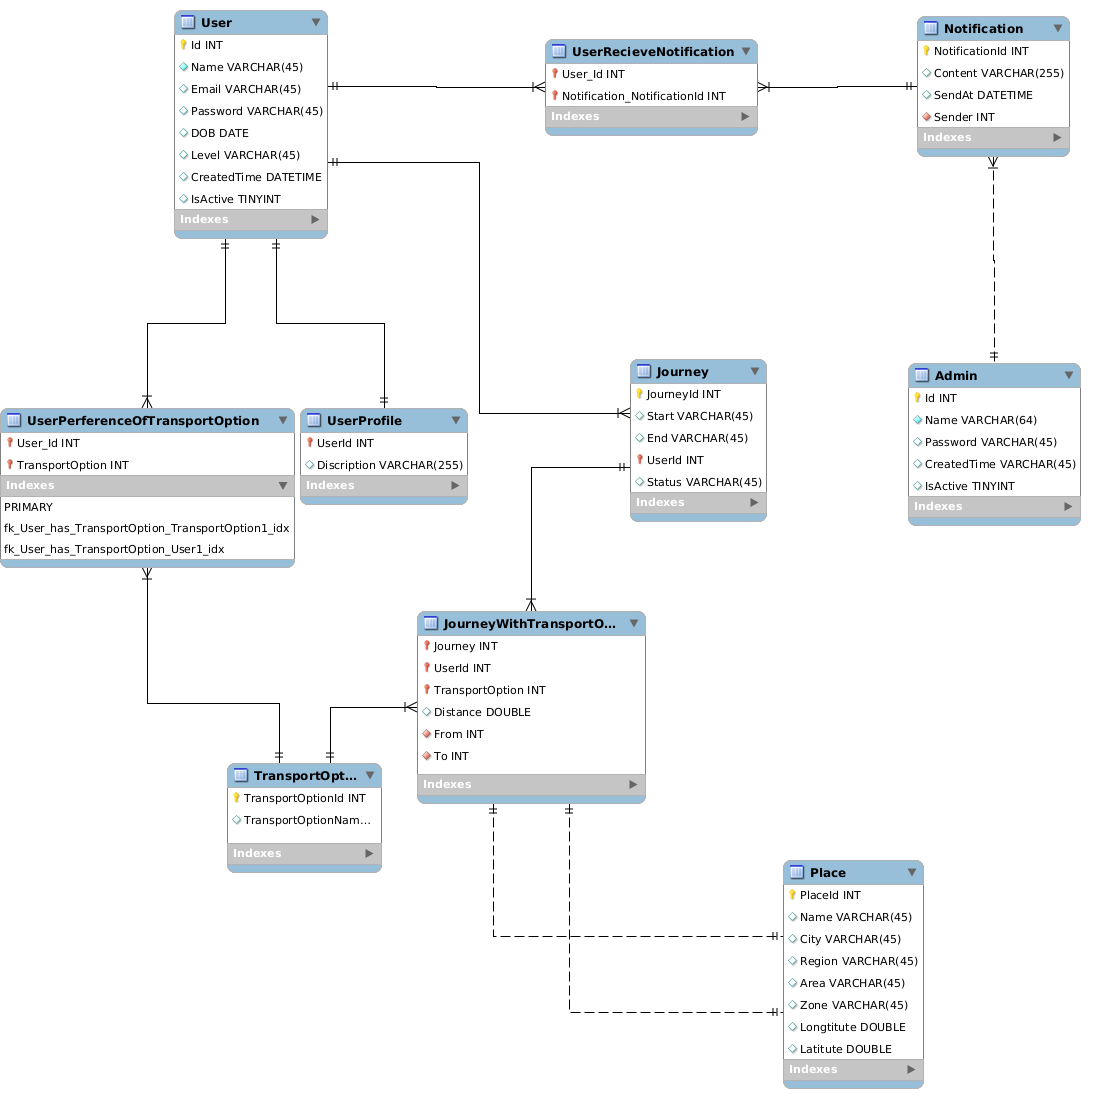 User
Id INT
Name VARCHAR(45)
Email VARCHAR(45)
Password VARCHAR(45)
DOB DATE
Level VARCHAR(45)
CreatedTime DATETIME
IsActive TINYINT
Indexes
UserRecieveNotification
User_Id INT
Notification_NotificationId INT
Indexes
Notification
NotificationId INT
Content VARCHAR(255)
SendAt DATETIME
Sender INT
Indexes
UserPerferenceOfTransportOption
User_Id INT
TransportOption INT
Indexes
PRIMARY
fk_User_has_TransportOption_TransportOption1_idx
fk_User_has_TransportOption_User1_idx
UserProfile
UserId INT
Discription VARCHAR(255)
Indexes
Journey
JourneyId INT
Start VARCHAR(45)
End VARCHAR(45)
UserId INT
Status VARCHAR(45)
Indexes
Admin
Id INT
Name VARCHAR(64)
Password VARCHAR(45)
CreatedTime VARCHAR(45)
IsActive TINYINT
Indexes
JourneyWithTransportO...
Journey INT
UserId INT
TransportOption INT
Distance DOUBLE
From INT
To INT
Indexes
TransportOpt...
TransportOptionId INT
TransportOptionNam...
Indexes
Place
PlaceId INT
Name VARCHAR(45)
City VARCHAR(45)
Region VARCHAR(45)
Area VARCHAR(45)
Zone VARCHAR(45)
Longtitute DOUBLE
Latitute DOUBLE
Indexes